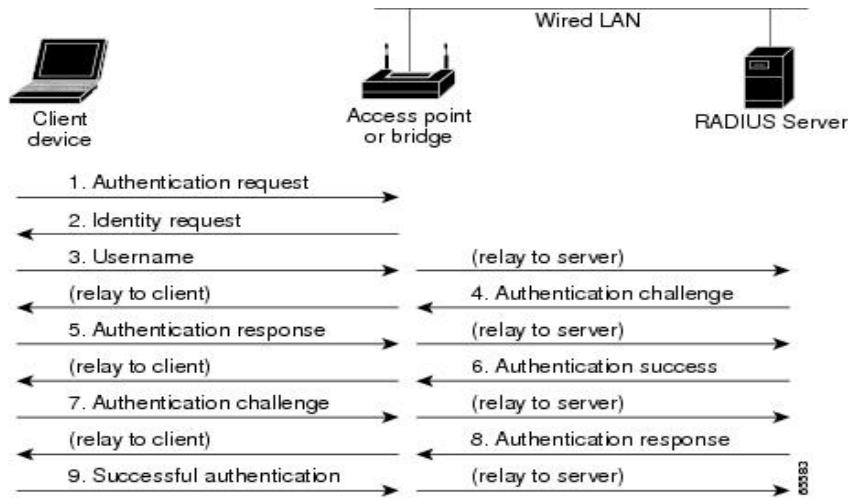 Wired LAN
Client
device
Access point
or bridge
RADIUS Server
1. Authentication request
2. Identity request
3. Username
(relay to server)
(relay to client)
4. Authentication challenge
5. Authentication response
(relay to server)
(relay to client)
6. Authentication success
7. Authentication challenge
(relay to server)
(relay to client)
8. Authentication response
9. Successful authentication
(relay to server)
65583